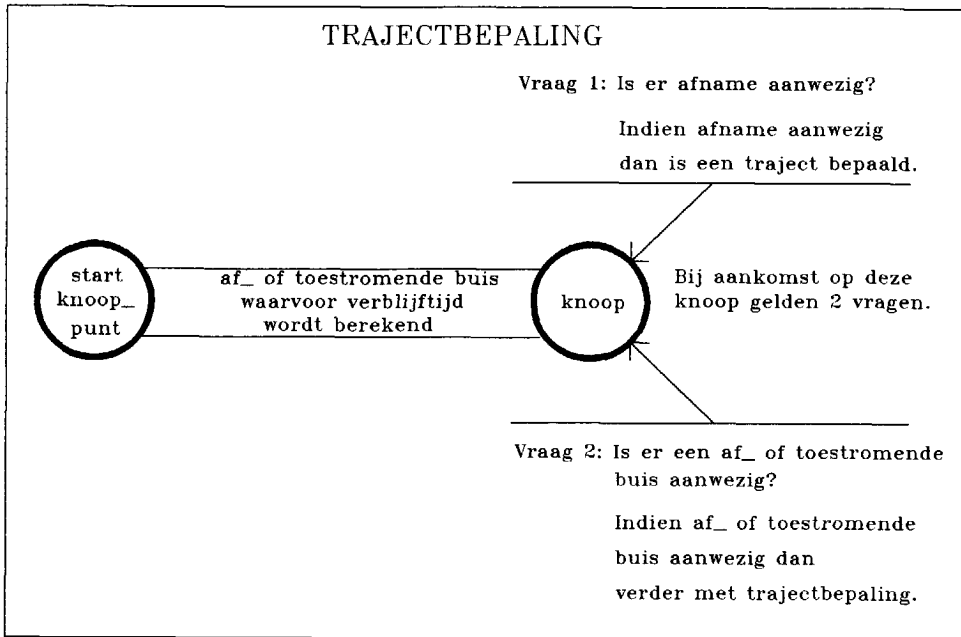 TRAJECTBEPALING
Vraag 1: Is er afname aanwezig?
Indien afname aanwezig
dan is een traject bepaald.
start
knoop_
punt
af_ of toestromende buis
waarvoor verblijftijd
wordt berekend
knoop
Bij aankomst op deze
knoop gelden 2 vragen.
Vraag 2: Is er een af_ of toestromende
buis aanwezig?
Indien af_ of toestromende
buis aanwezig dan
verder met trajectbepaling.